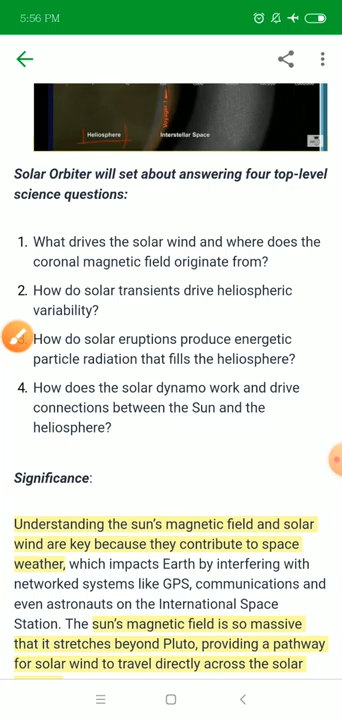 5:56 PM
Voyager 1
Heliosphere
Interstellar Space
Solar Orbiter will set about answering four top-level
science questions:
1. What drives the solar wind and where does the
coronal magnetic field originate from?
2. How do solar transients drive heliospheric
variability?
How do solar eruptions produce energetic
particle radiation that fills the heliosphere?
4. How does the solar dynamo work and drive
connections between the Sun and the
heliosphere?
Significance:
Understanding the sun's magnetic field and solar
wind are key because they contribute to space
weather, which impacts Earth by interfering with
networked systems like GPS, communications and
even astronauts on the International Space
Station. The sun's magnetic field is so massive
that it stretches beyond Pluto, providing a pathway
for solar wind to travel directly across the solar